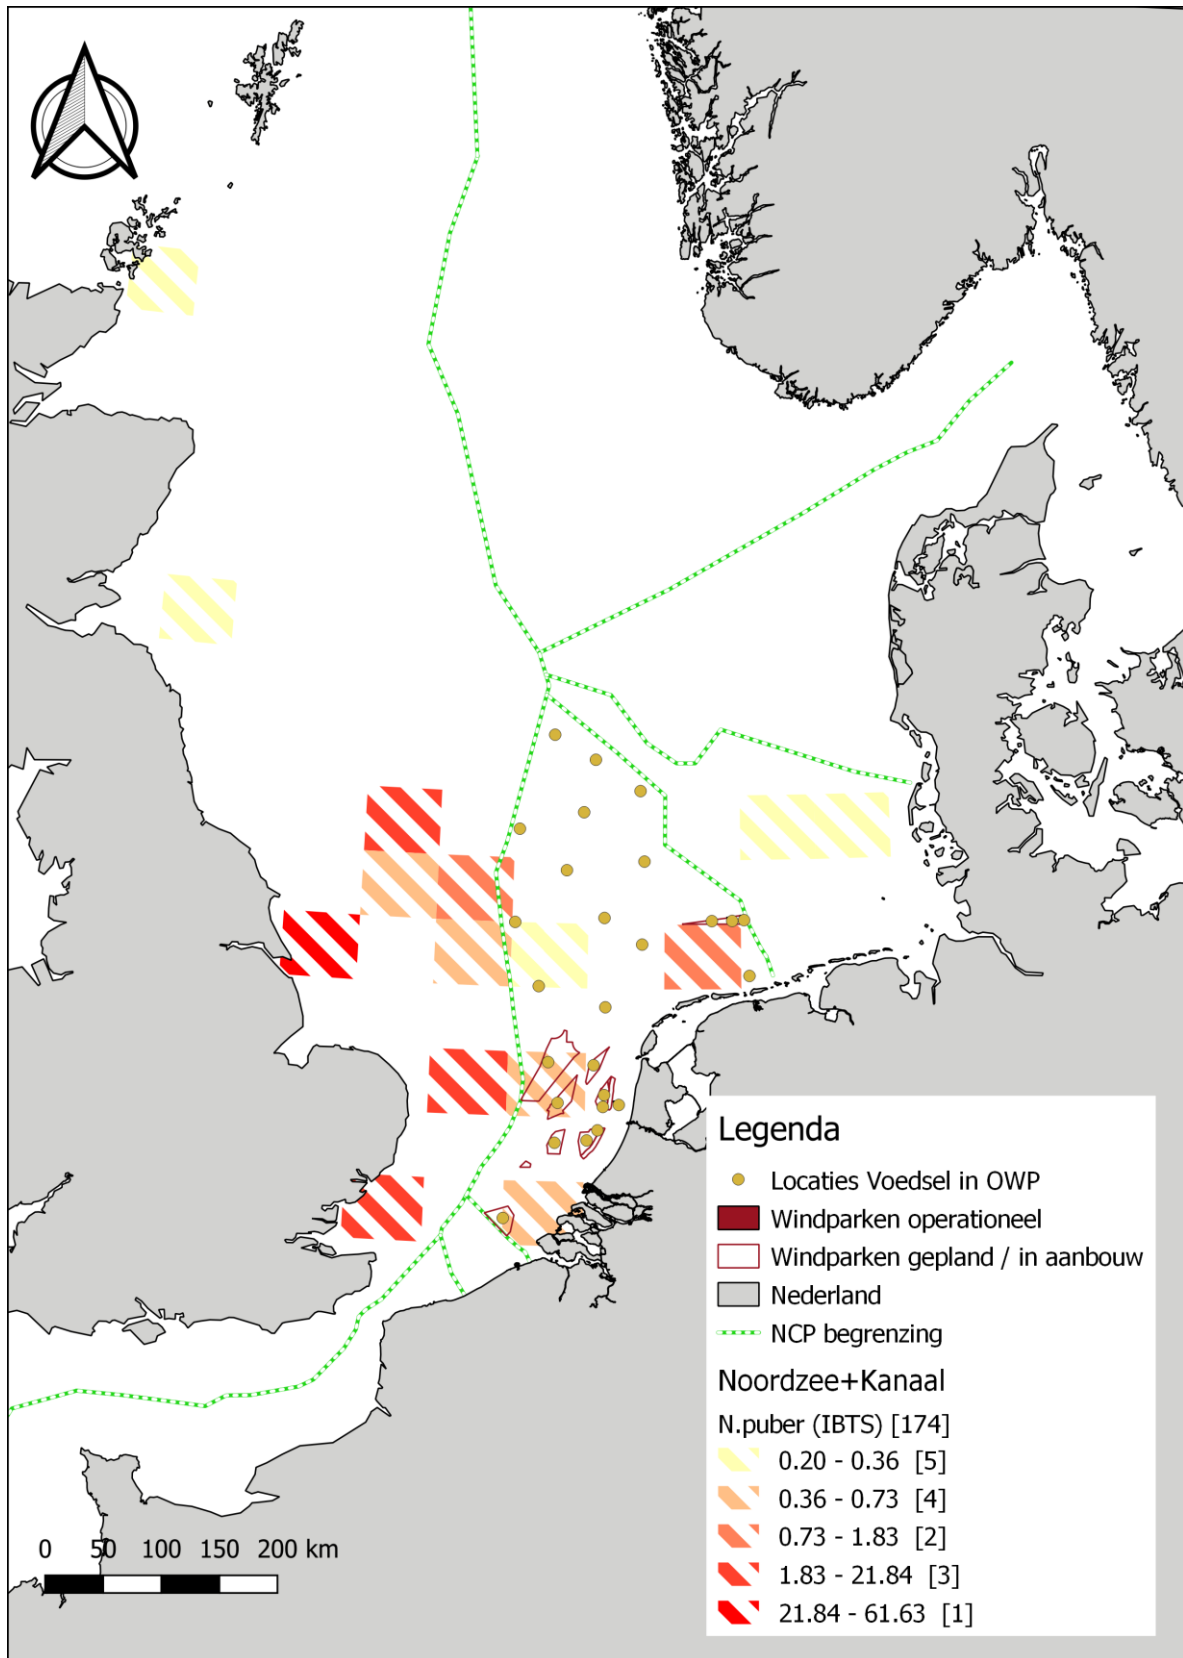 Legenda
Locaties Voedsel in OWP
Windparken operationeel
Windparken gepland / in aanbouw
Nederland
NCP begrenzing
Noordzee+Kanaal
N.puber (IBTS) [174]
0.20 - 0.36 [5]
0.36 - 0.73 [4]
0.73 - 1.83 [2]
1.83 - 21.84 [3]
21.84 - 61.63 [1]
0 50 100 150 200 km